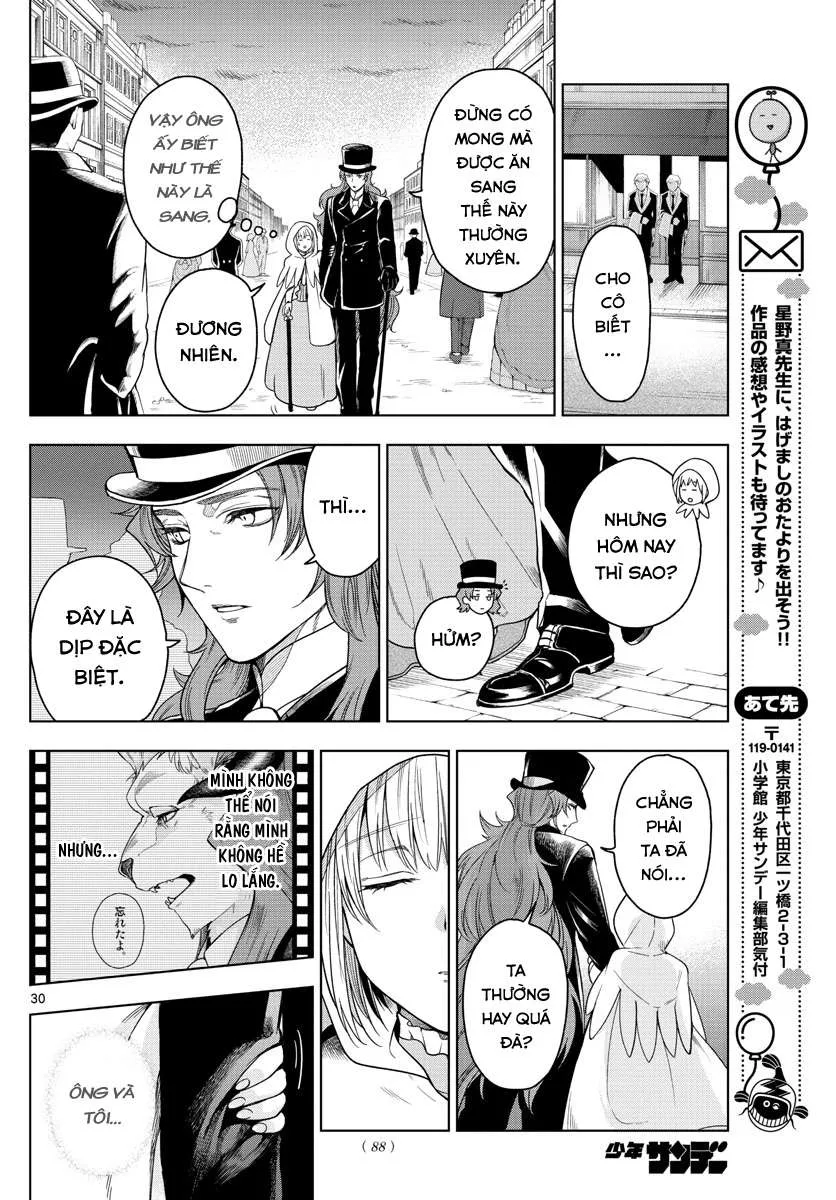 CHO
CÔ
BIẾT
...
ĐỪNG CÓ
MONG MÀ
ĐƯỢC ĂN
SANG
THẾ NÀY
THƯỜNG
XUYÊN.
VẬY ÔNG
ẤY BIẾT
NHƯ THẾ
NÀY LÀ
SANG.
ĐƯƠNG
NHIÊN.
NHƯNG
HÔM NAY
THÌ SAO?
HỬM?
THÌ...
ĐÂY LÀ
DỊP ĐẶC
BIỆT.
CHẲNG
PHẢI
TA ĐÃ
NÓI...
TA
THƯỜNG
HAY QUÁ
ĐÀ?
MÌNH KHÔNG
THỂ NÓI
RẰNG MÌNH
KHÔNG HỀ
LO LẮNG.
NHƯNG...
忘れたよ。
30
ÔNG VÀ
TÔI...
( 88 )
少年サンデー
星野真先生に、はげましのおたよりを出そう!!
作品の感想やイラストも待ってます♪
あて先
〒
119-0141
東京都千代田区一ツ橋2-3-1
小学館 少年サンデー編集部気付